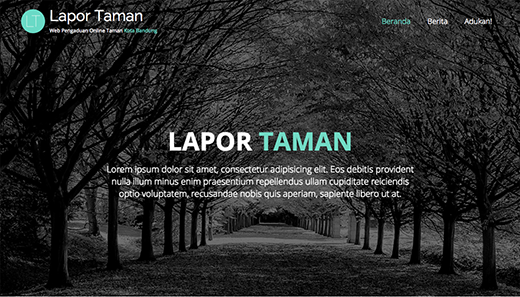 LT
Lapor Taman
Web Pengaduan Online Taman Kota Bandung
Beranda Berita Adukan!
LAPOR TAMAN
Lorem ipsum dolor sit amet, consectetur adipisicing elit. Eos debitis provident
nulla illum minus enim praesentium repellendus ullam cupiditate reiciendis
optio voluptatem, recusandae nobis quis aperiam, sapiente libero ut at.